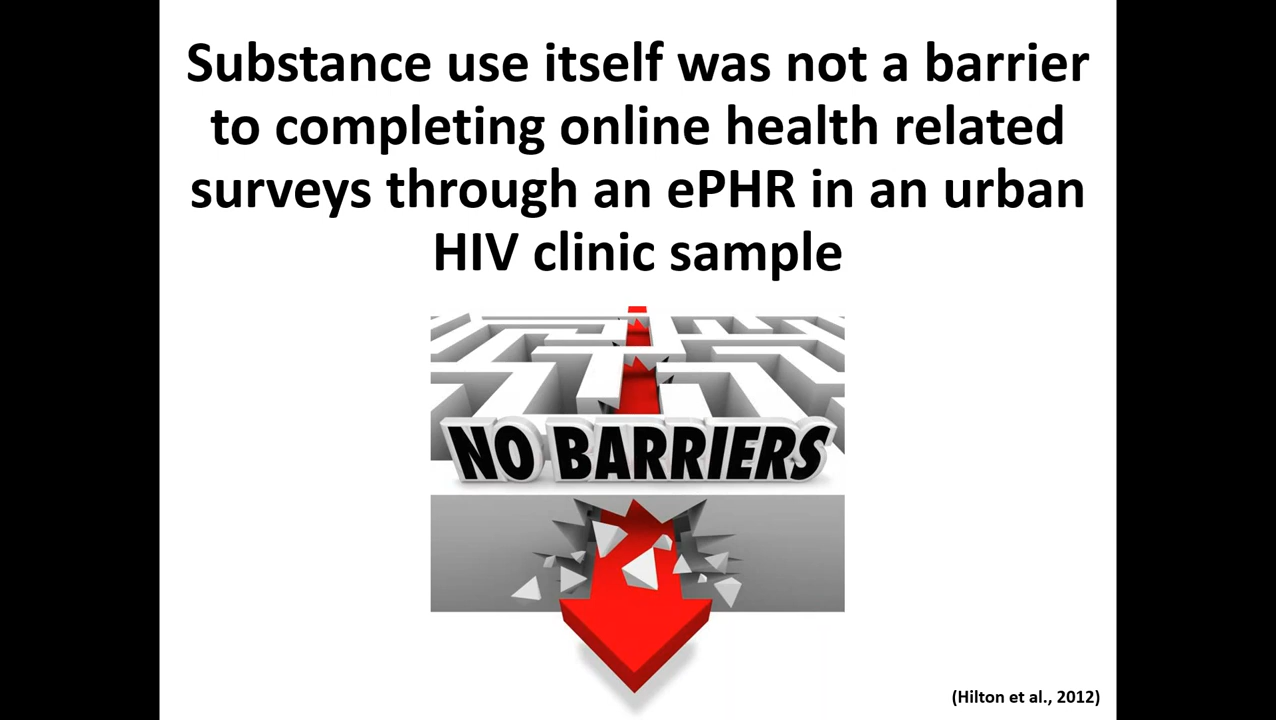 Substance use itself was not a barrier
to completing online health related
surveys through an ePHR in an urban
HIV clinic sample
NO BARRIERS
(Hilton et al., 2012)